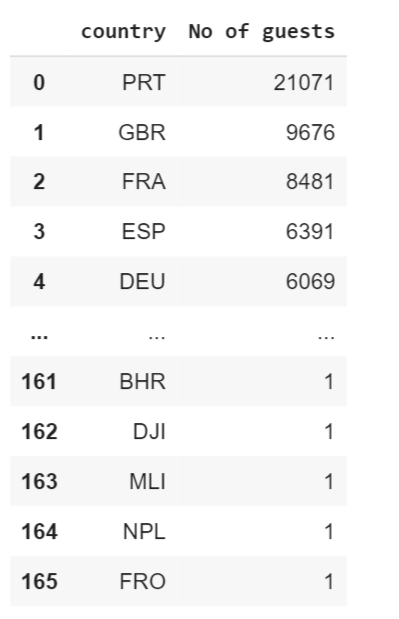 country No of guests
0 PRT 21071
1 GBR 9676
2 FRA 8481
3 ESP 6391
4 DEU 6069
... ... ...
161 BHR 1
162 DJI 1
163 MLI 1
164 NPL 1
165 FRO 1